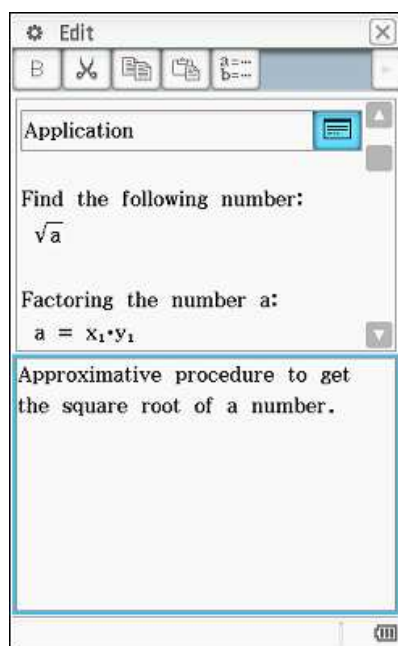 Edit
B
a=…
b=…
Application
Find the following number:
√a
Factoring the number a:
a = x₁·y₁
Approximative procedure to get
the square root of a number.